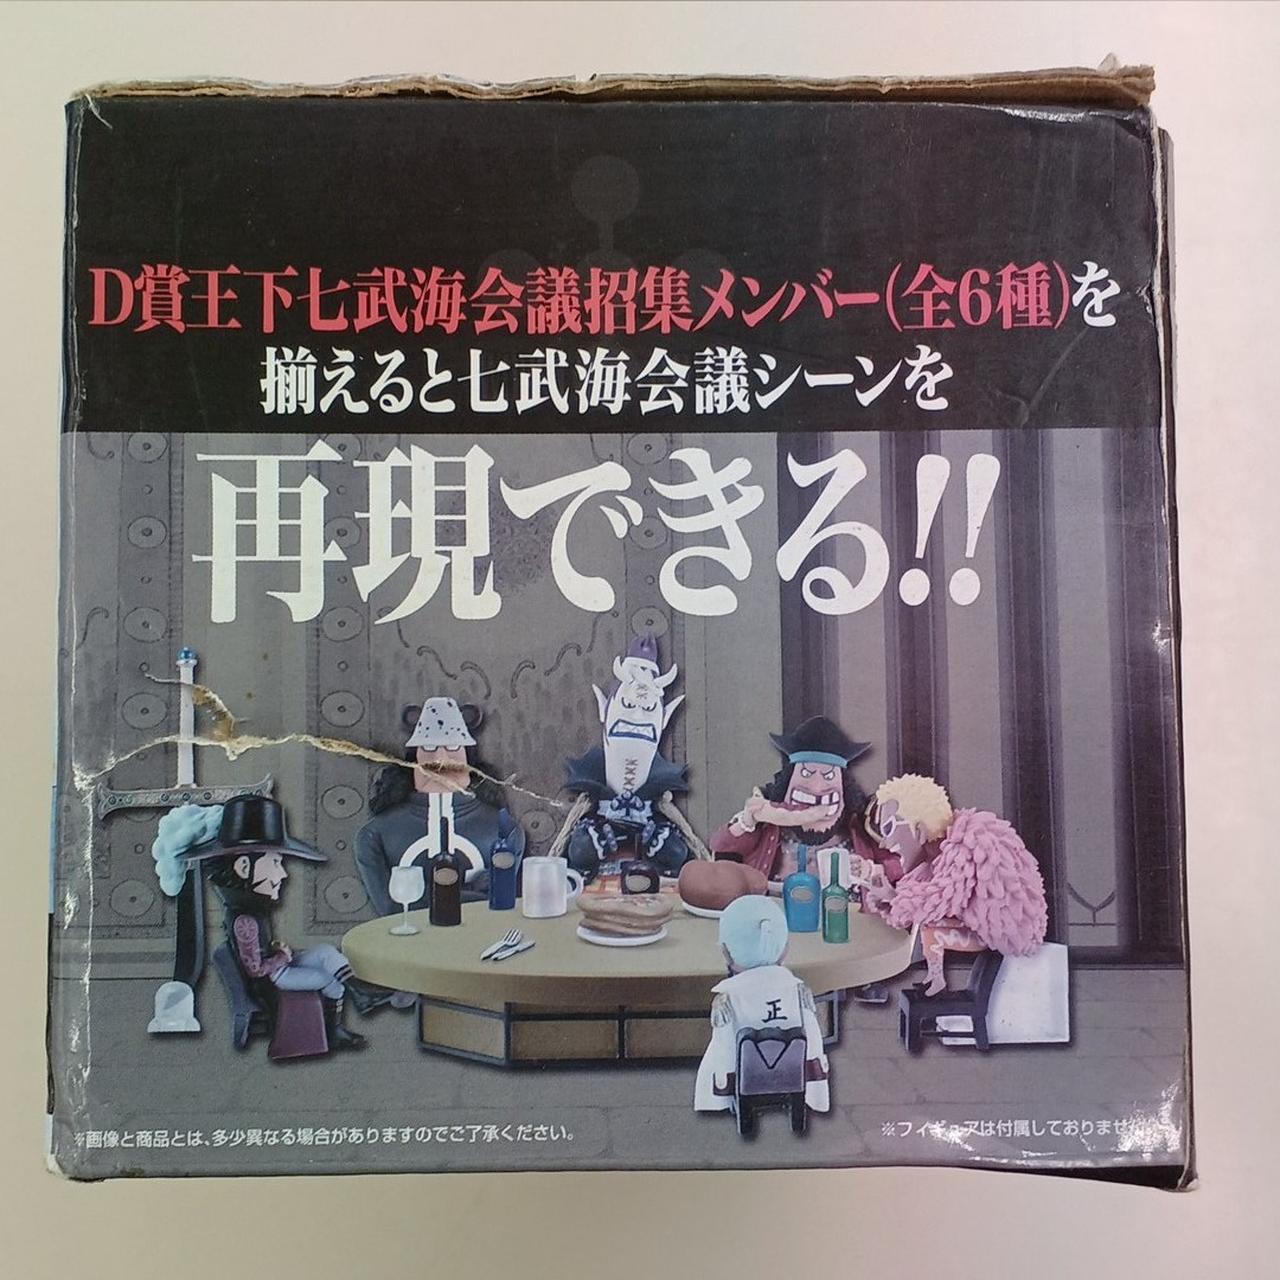 D賞王下七武海会議招集メンバー(全6種)を
揃えると七武海会議シーンを
再現できる!!
正
※画像と商品とは、多少異なる場合がありますのでご了承ください。
※フィギュアは付属しておりませ